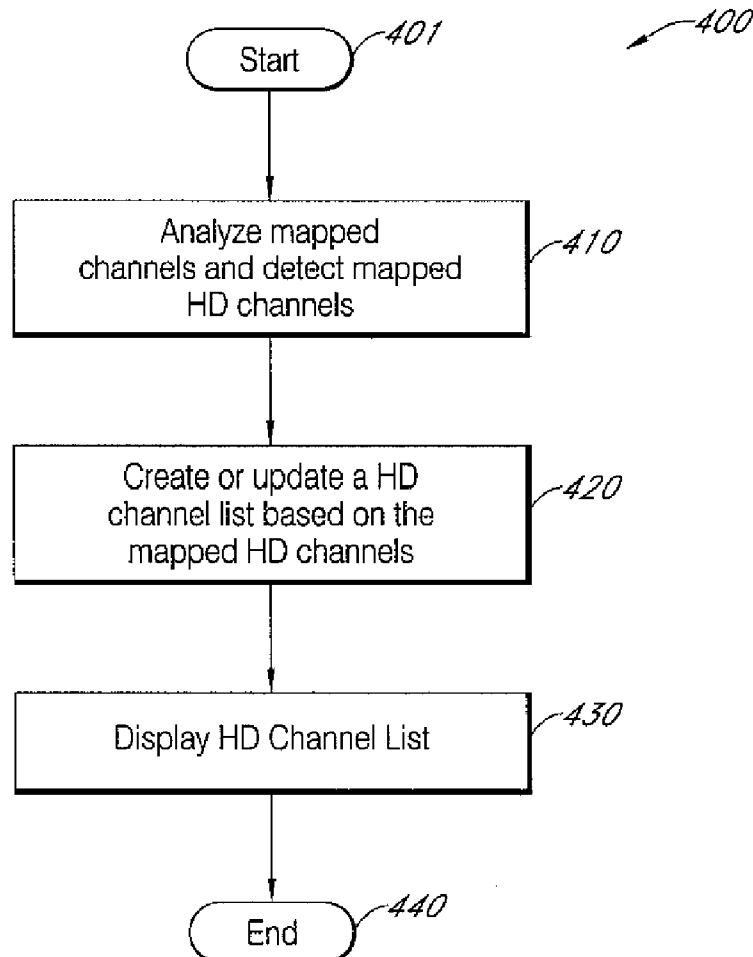 Start
401
400
Analyze mapped
channels and detect mapped
HD channels
410
Create or update a HD
channel list based on the
mapped HD channels
420
Display HD Channel List
430
End
440